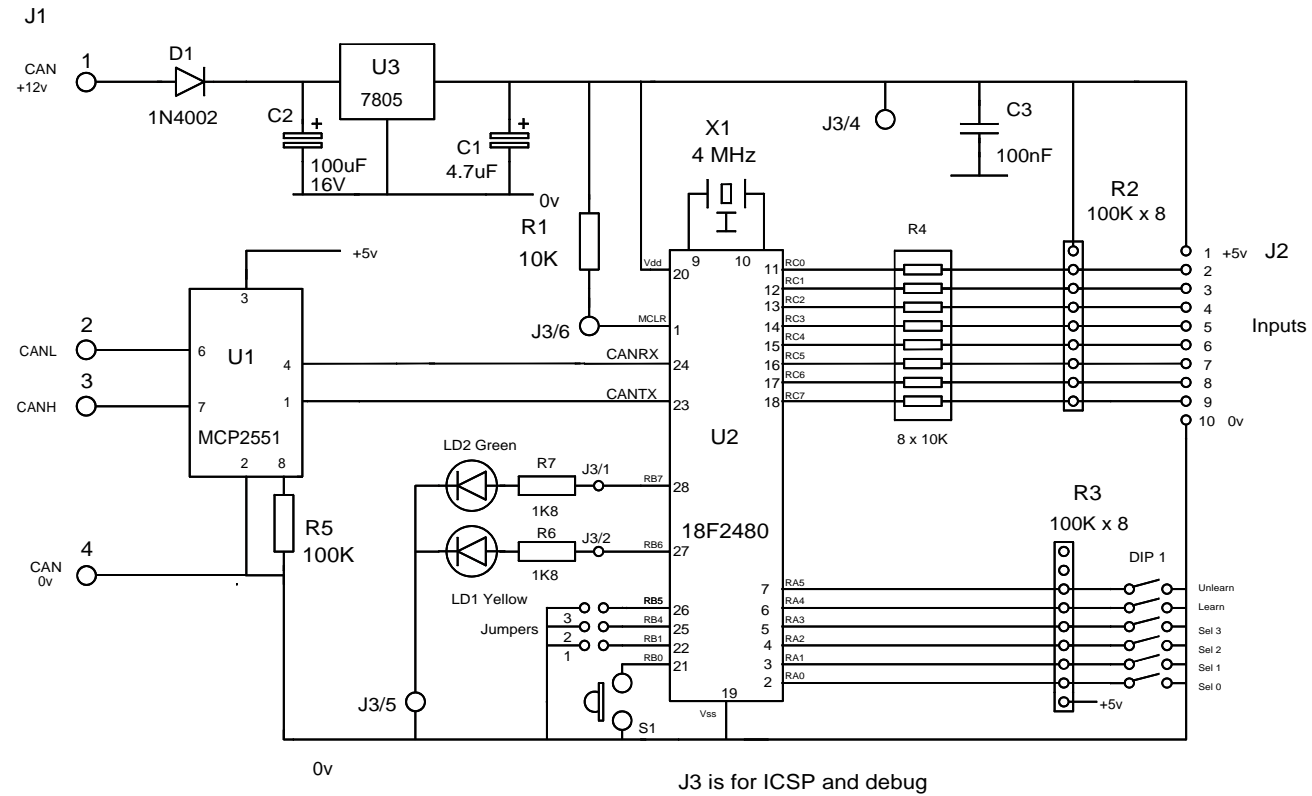 J1
CAN
+12v
1
D1
1N4002
C2
+
100uF
16V
U3
7805
C1
4.7uF
+
0v
R1
10K
J3/6
X1
4 MHz
J3/4
C3
100nF
R2
100K x 8
+5v
3
U1
MCP2551
6
7
4
1
2
8
2
CANL
3
CANH
4
CAN
0v
R5
100K
CANRX
CANTX
MCLR
Vdd
20
1
24
23
9
10
U2
18F2480
11
12
13
14
15
16
17
18
RC0
RC1
RC2
RC3
RC4
RC5
RC6
RC7
R4
8 x 10K
1 +5v
2
3
4
5
6
7
8
9
10 0v
J2
Inputs
LD2 Green
R7
1K8
J3/1
RB7
28
LD1 Yellow
R6
1K8
J3/2
RB6
27
Jumpers
3
2
1
RB5
RB4
RB1
RB0
26
25
22
21
S1
J3/5
19
Vss
7
6
5
4
3
2
RA5
RA4
RA3
RA2
RA1
RA0
R3
100K x 8
+5v
DIP 1
Unlearn
Learn
Sel 3
Sel 2
Sel 1
Sel 0
0v
J3 is for ICSP and debug